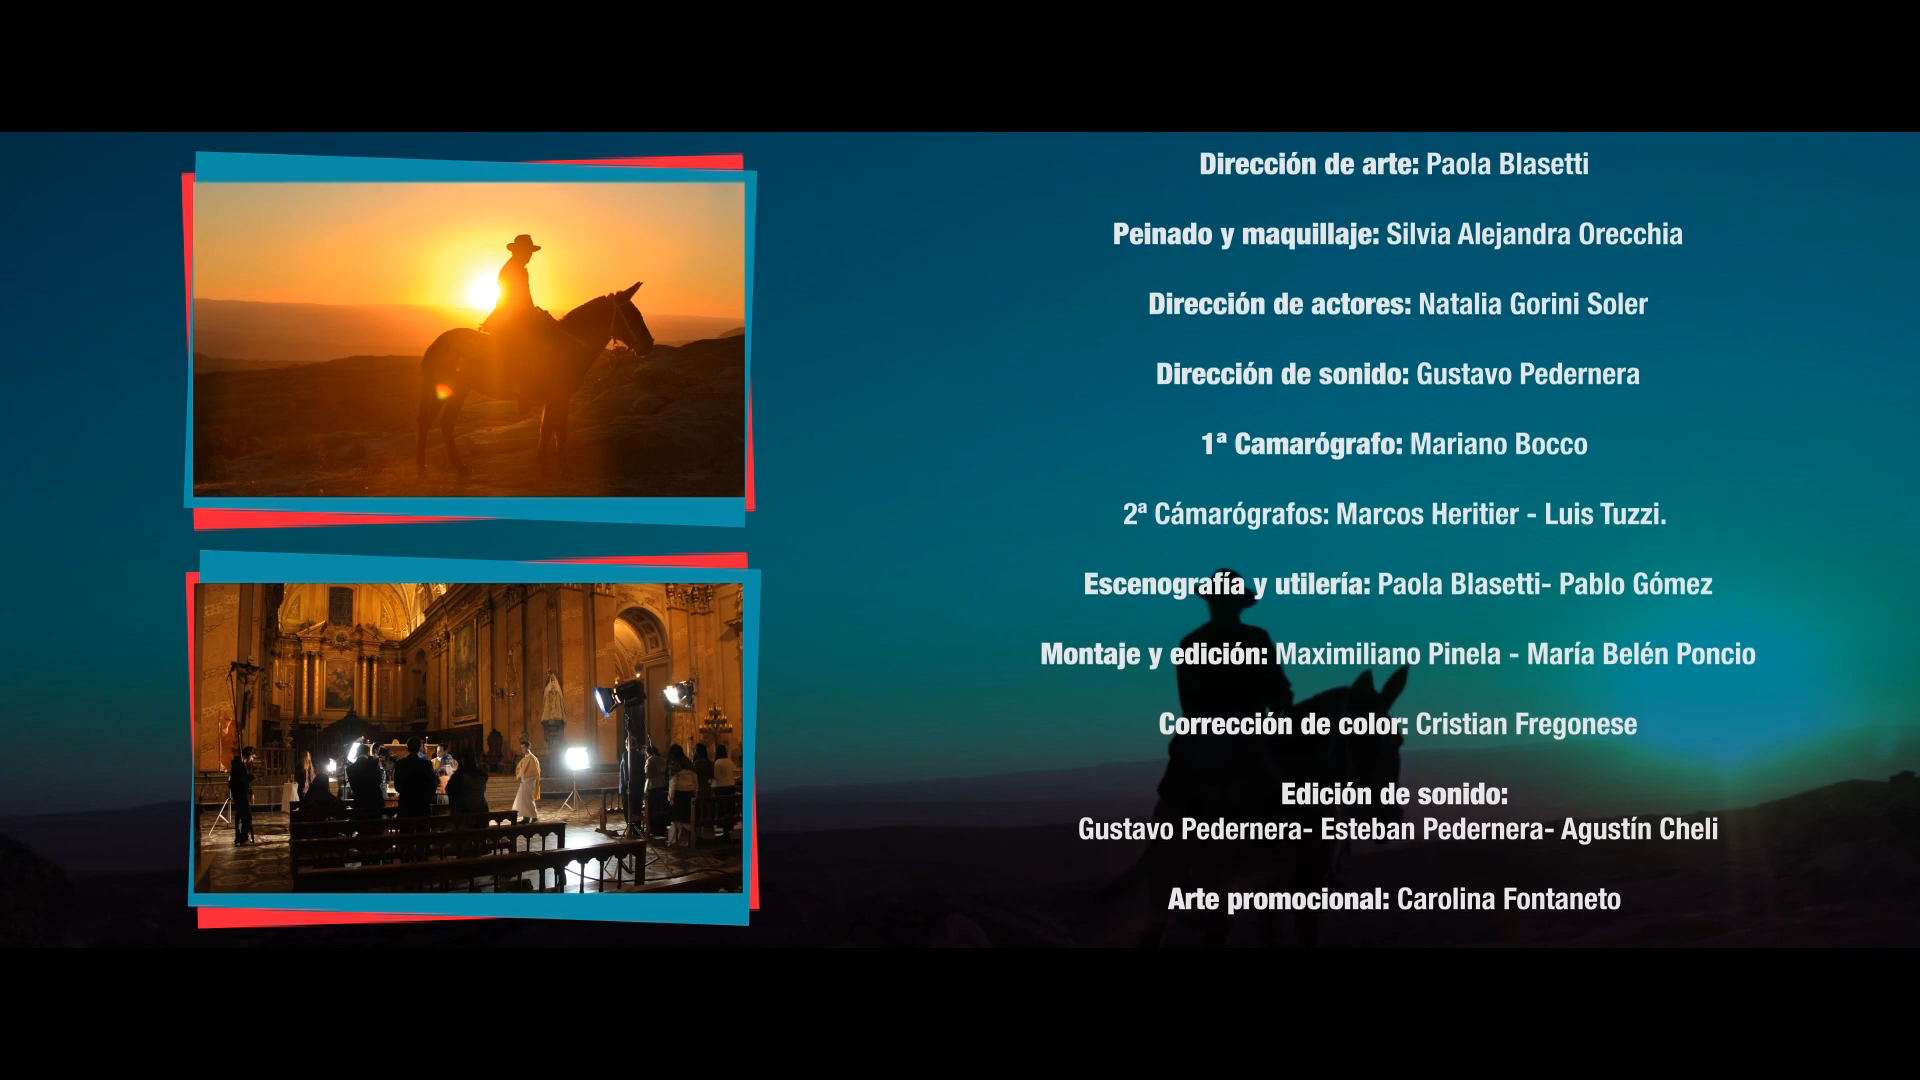 Dirección de arte: Paola Blasetti
Peinado y maquillaje: Silvia Alejandra Orecchia
Dirección de actores: Natalia Gorini Soler
Dirección de sonido: Gustavo Pedernera
1ª Camarógrafo: Mariano Bocco
2ª Cámarógrafos: Marcos Heritier - Luis Tuzzi.
Escenografía y utilería: Paola Blasetti- Pablo Gómez
Montaje y edición: Maximiliano Pinela - María Belén Poncio
Corrección de color: Cristian Fregonese
Edición de sonido:
Gustavo Pedernera- Esteban Pedernera- Agustín Cheli
Arte promocional: Carolina Fontaneto